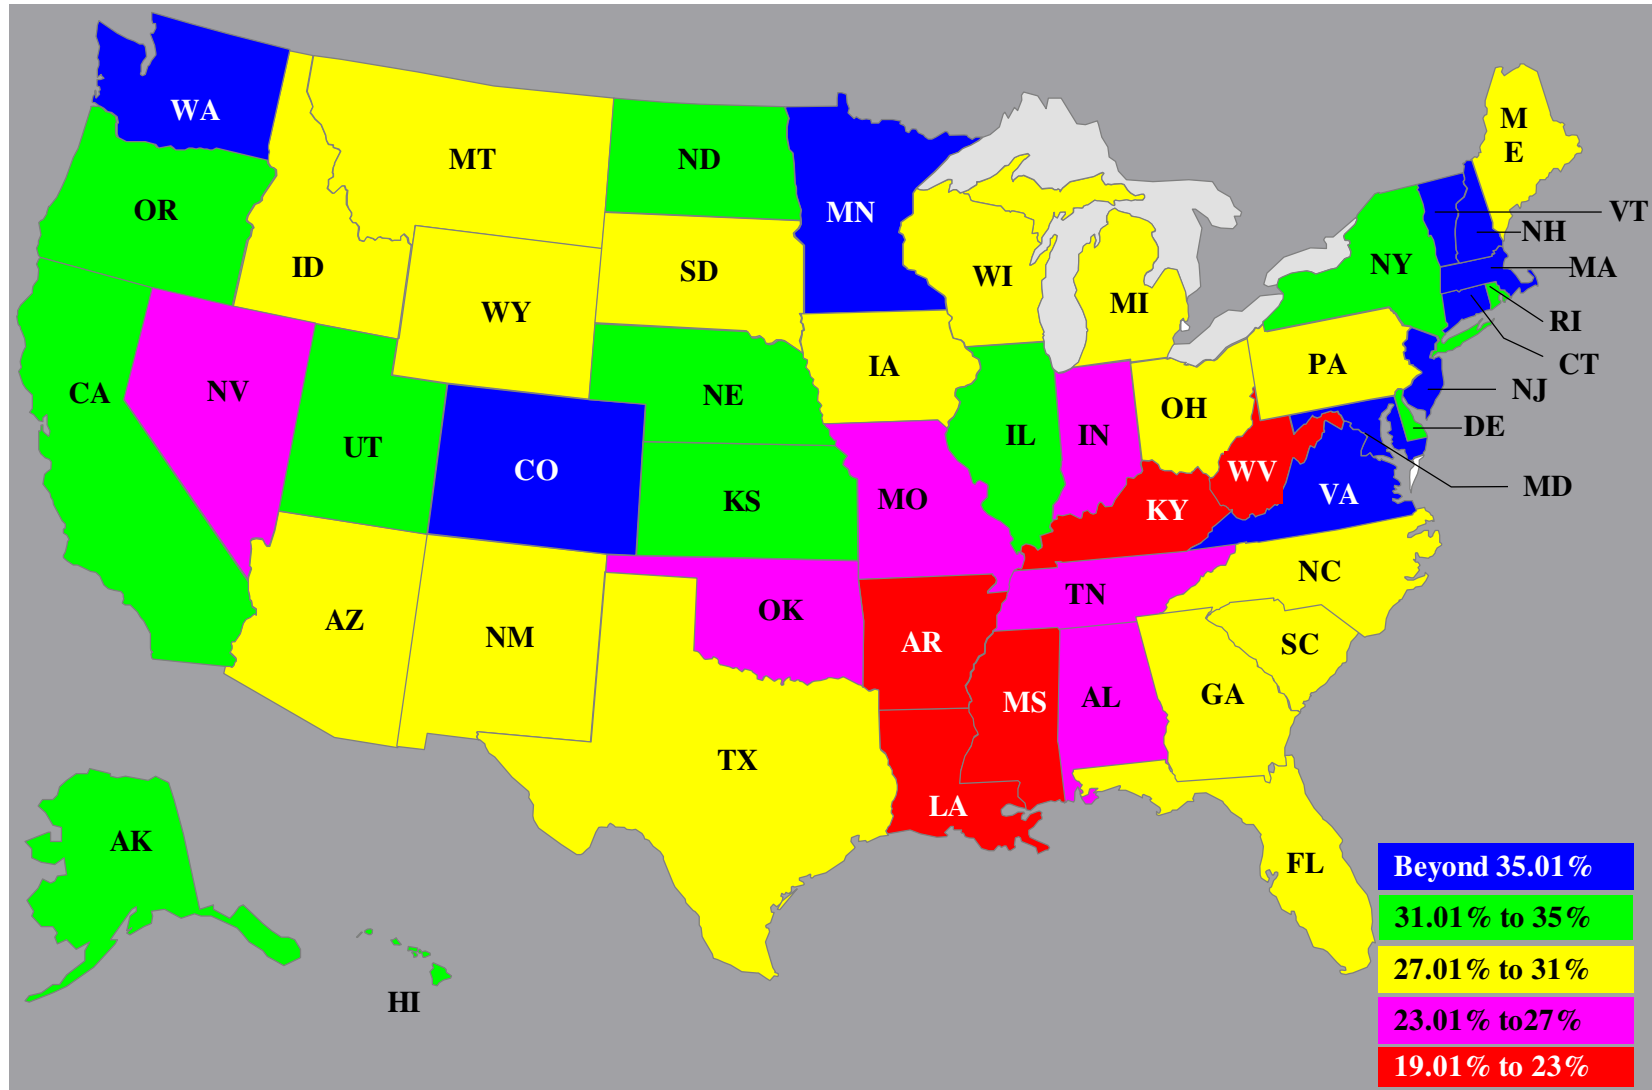 WA
MT
ND
M
E
OR
MN
VT
NH
ID
SD
WI
NY
MA
WY
MI
RI
IA
PA
CT
NV
CA
NE
OH
NJ
UT
IL
IN
DE
CO
WV
KS
MO
KY
VA
MD
NC
TN
OK
AZ
NM
AR
SC
MS
AL
GA
TX
LA
AK
FL
HI
Beyond 35.01%
31.01% to 35%
27.01% to 31%
23.01% to27%
19.01% to 23%